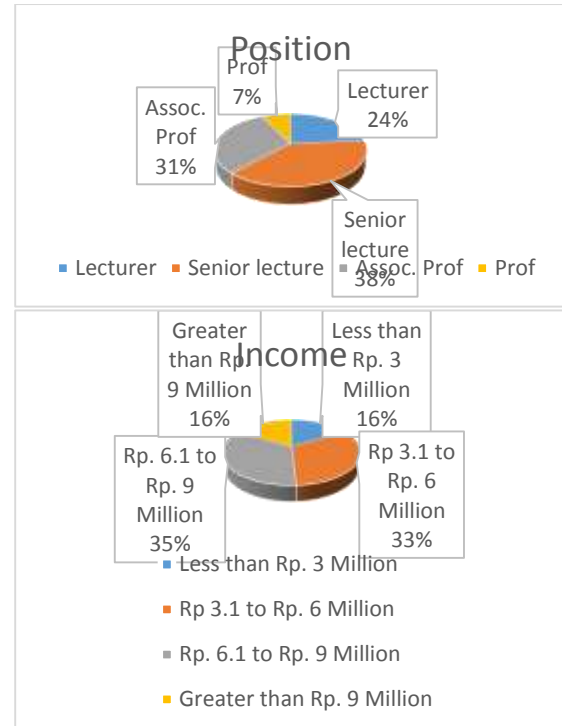 Position
Prof
7%
Lecturer
24%
Assoc.
Prof
31%
Senior
lecture
38%
Lecturer
Senior lecture
Assoc. Prof
Prof
Income
Greater
than Rp.
9 Million
16%
Less than
Rp. 3
Million
16%
Rp. 6.1 to
Rp. 9
Million
35%
Rp 3.1 to
Rp. 6
Million
33%
Less than Rp. 3 Million
Rp 3.1 to Rp. 6 Million
Rp. 6.1 to Rp. 9 Million
Greater than Rp. 9 Million